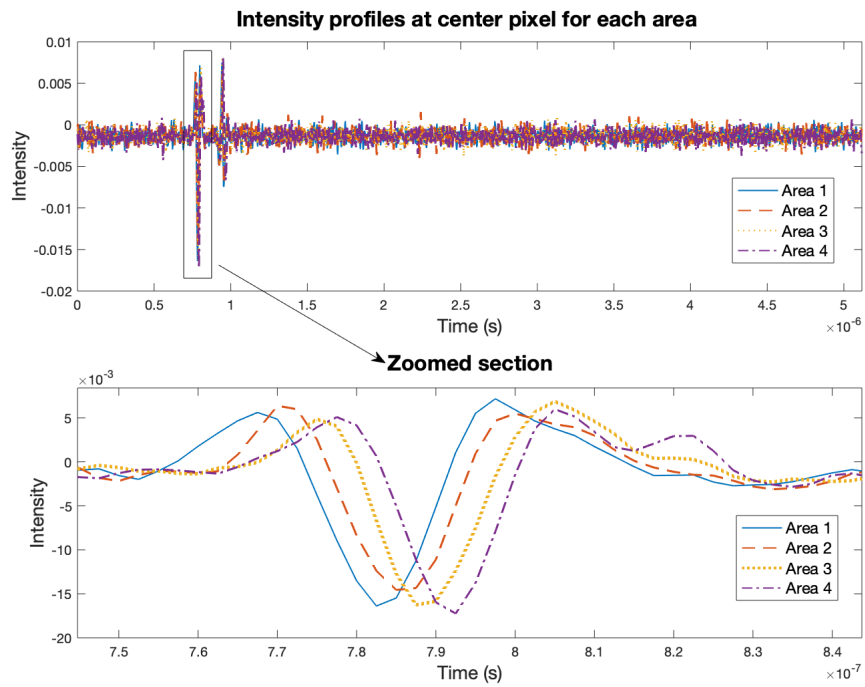 Intensity profiles at center pixel for each area
0.01
0.005
0
-0.005
-0.01
-0.015
-0.02
Intensity
Area 1
Area 2
Area 3
Area 4
0 0.5 1 1.5 2 2.5 3 3.5 4 4.5 5
Time (s)
×10⁻⁶
Zoomed section
×10⁻³
5
0
-5
-10
-15
-20
Intensity
Area 1
Area 2
Area 3
Area 4
7.5 7.6 7.7 7.8 7.9 8 8.1 8.2 8.3 8.4
Time (s)
×10⁻⁷